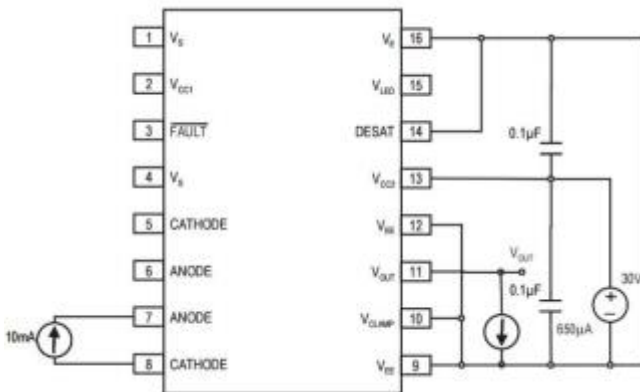 1 V_S
2 V_CC1
3 FAULT
4 V_S
5 CATHODE
6 ANODE
7 ANODE
8 CATHODE
V_E 16
V_LED 15
DESAT 14
V_CC2 13
V_EE 12
V_OUT 11
V_CLAMP 10
V_EE 9
10mA
0.1µF
V_OUT
0.1µF
650µA
30V